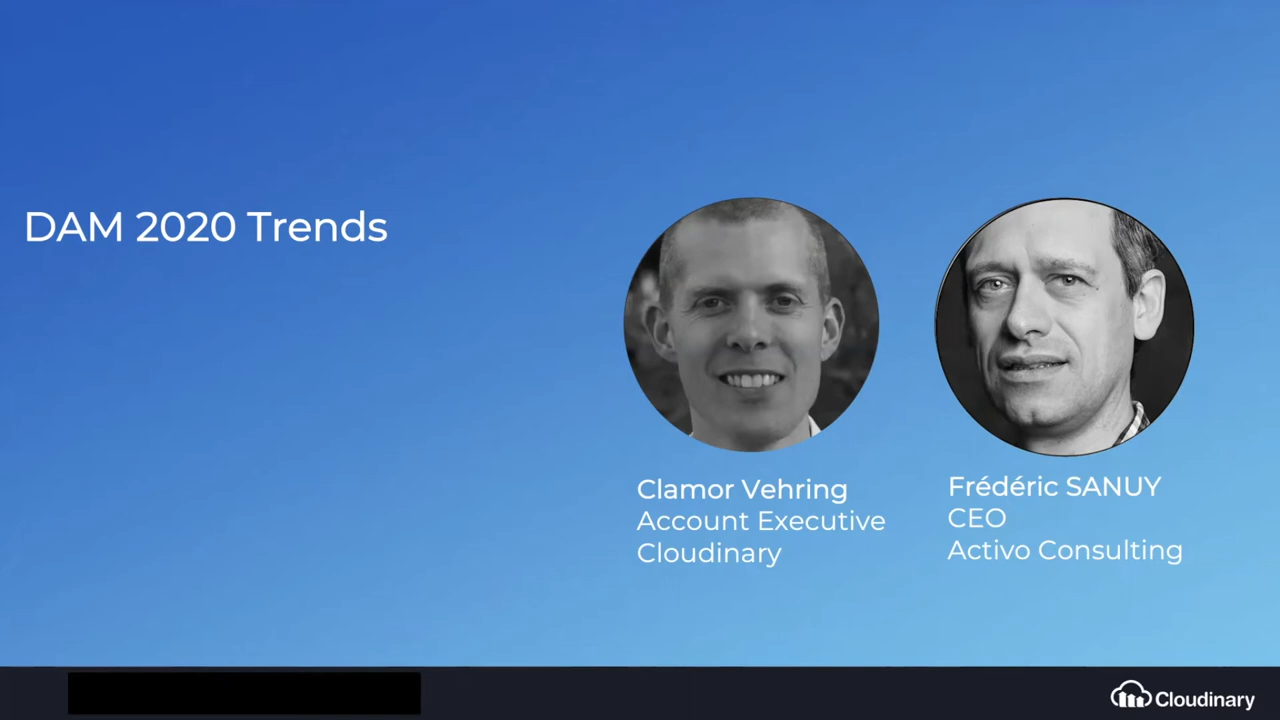 DAM 2020 Trends
Clamor Vehring
Account Executive
Cloudinary
Frédéric SANUY
CEO
Activo Consulting
Cloudinary